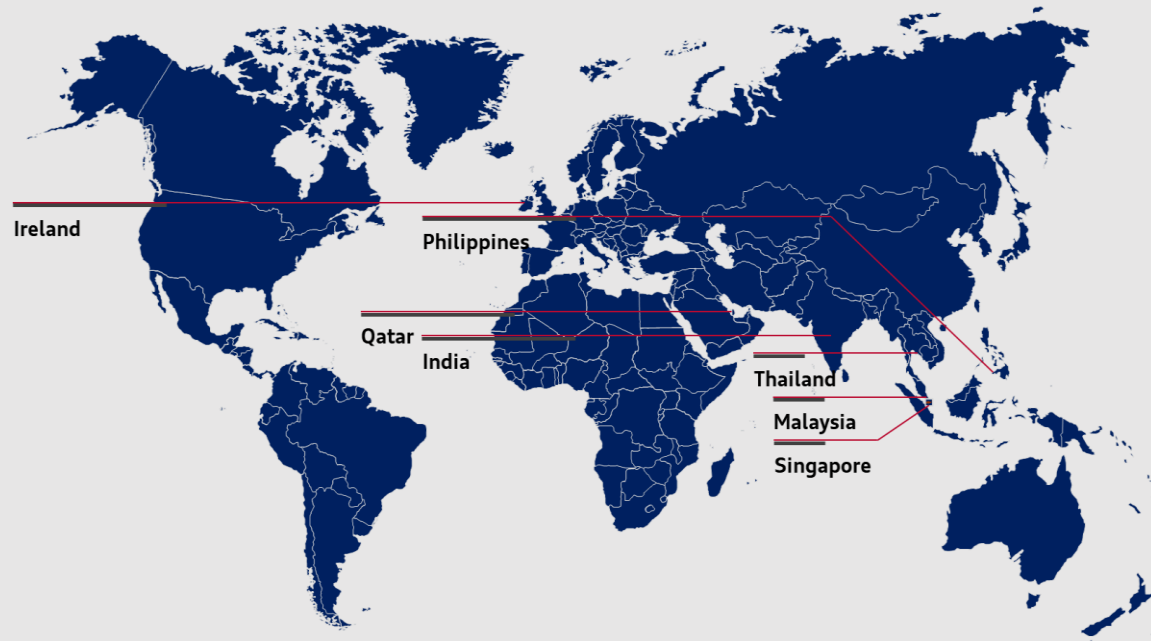 Ireland
Philippines
Qatar
India
Thailand
Malaysia
Singapore